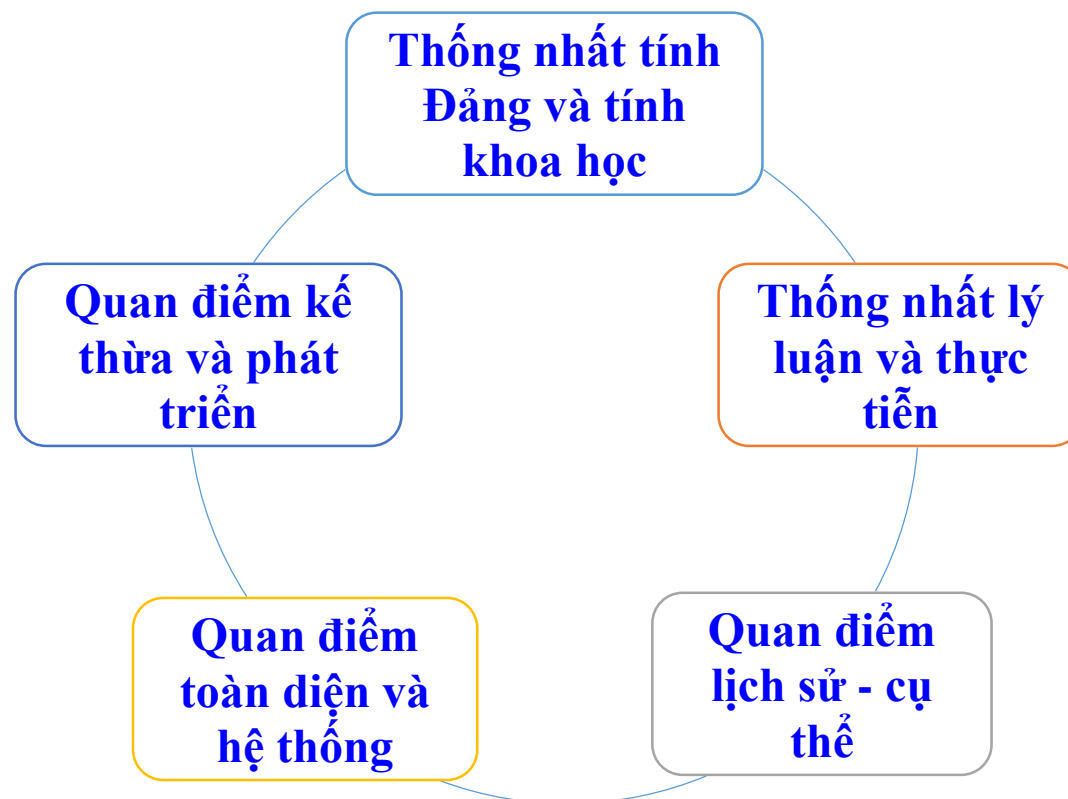 Thống nhất tính
Đảng và tính
khoa học
Thống nhất lý
luận và thực
tiễn
Quan điểm
lịch sử - cụ
thể
Quan điểm
toàn diện và
hệ thống
Quan điểm kế
thừa và phát
triển